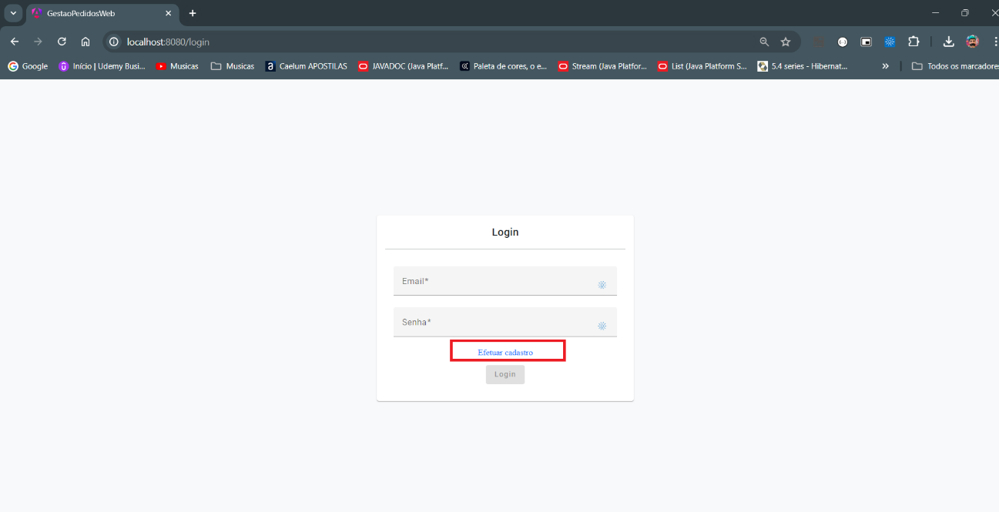 GestaoPedidosWeb
localhost:8080/login
Google
Início | Udemy Busi...
Musicas
Musicas
Caelum APOSTILAS
JAVADOC (Java Platf...
Paleta de cores, o e...
Stream (Java Platfor...
List (Java Platform S...
5.4 series - Hibernat...
»
Todos os marcadores
Login
Email*
Senha*
Efetuar cadastro
Login